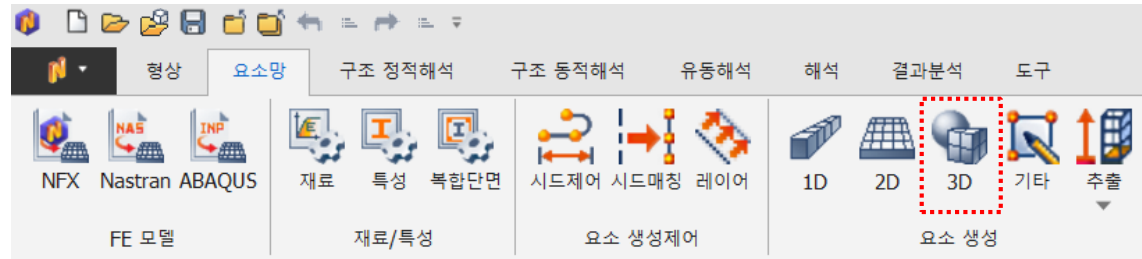 형상 요소망 구조 정적해석 구조 동적해석 유동해석 해석 결과분석 도구
NAS INP
NFX Nastran ABAQUS 재료 특성 복합단면 시드제어 시드매칭 레이어 1D 2D 3D 기타 추출
FE 모델 재료/특성 요소 생성제어 요소 생성